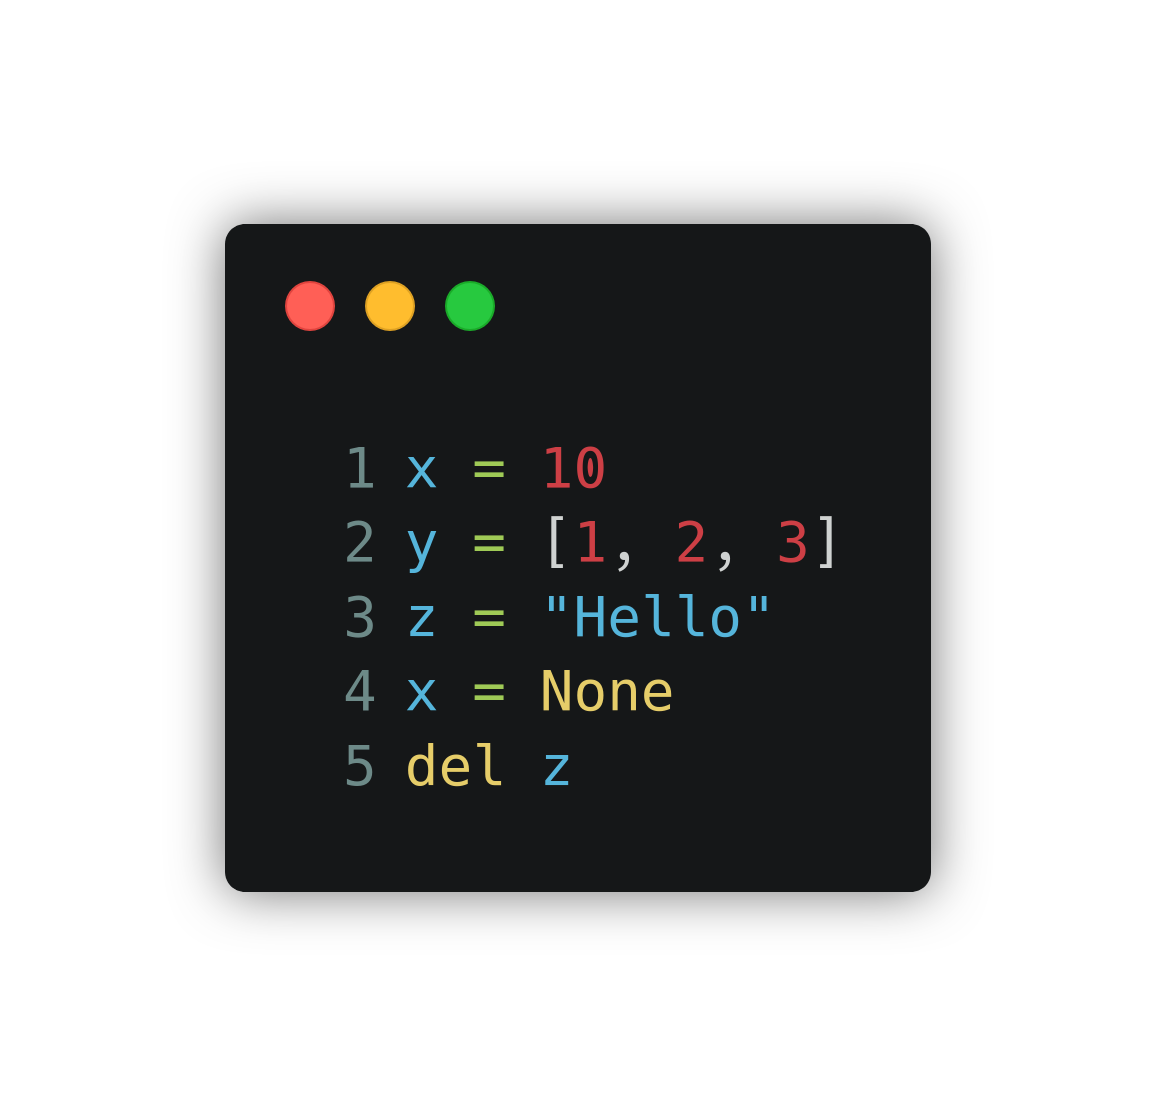 1 x = 10
2 y = [1, 2, 3]
3 z = "Hello"
4 x = None
5 del z